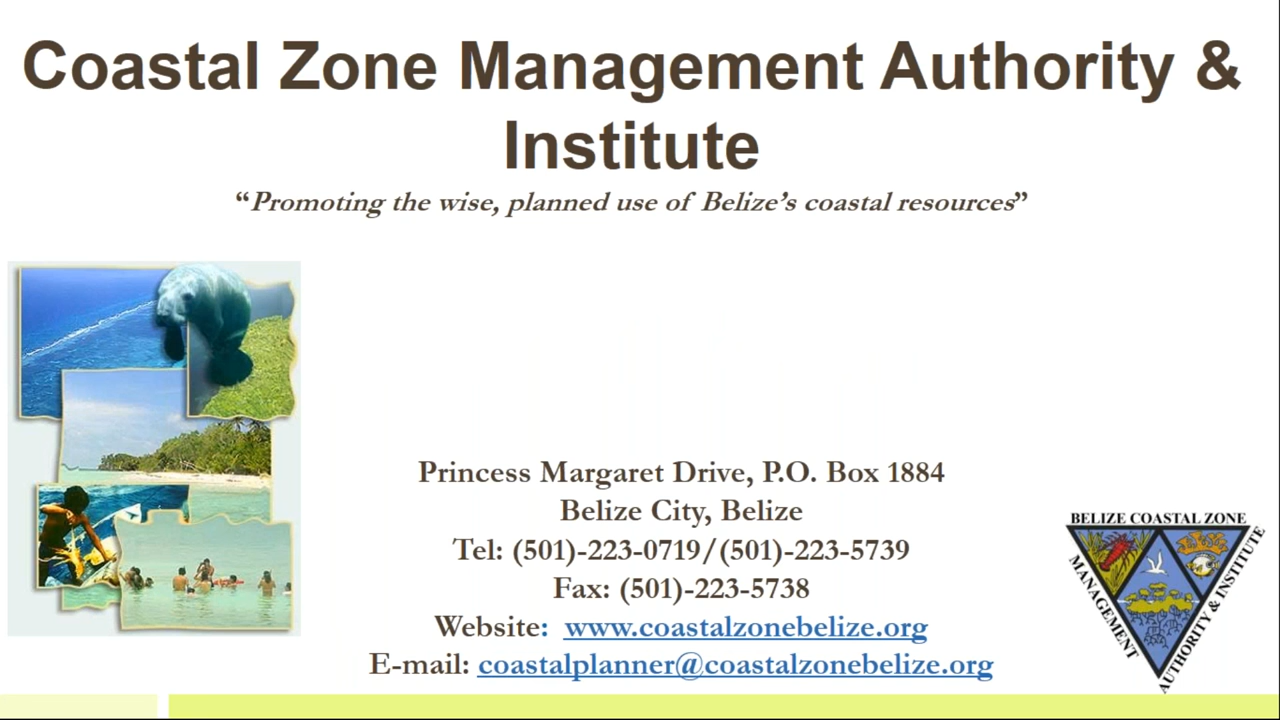 Coastal Zone Management Authority &
Institute
“Promoting the wise, planned use of Belize’s coastal resources”
Princess Margaret Drive, P.O. Box 1884
Belize City, Belize
Tel: (501)-223-0719/(501)-223-5739
Fax: (501)-223-5738
Website: www.coastalzonebelize.org
E-mail: coastalplanner@coastalzonebelize.org
BELIZE COASTAL ZONE
MANAGEMENT
AUTHORITY & INSTITUTE